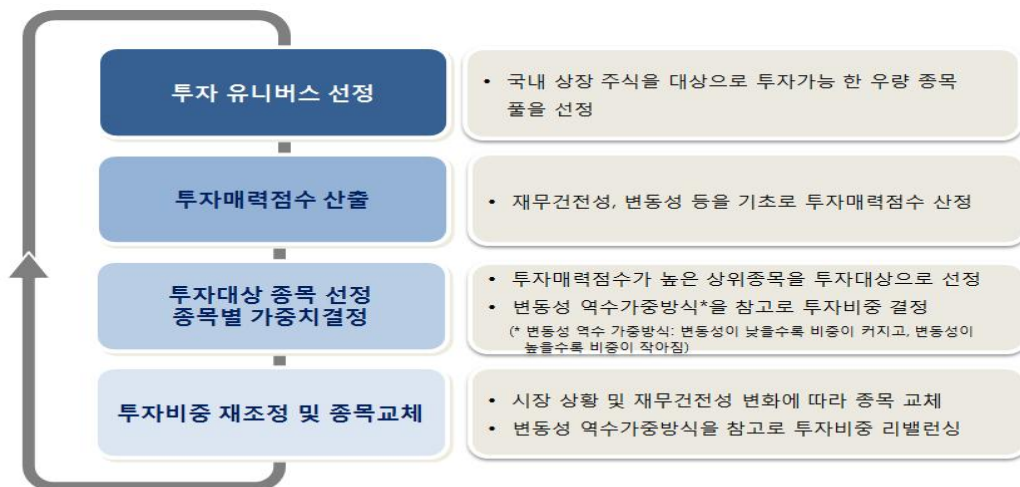 투자 유니버스 선정
• 국내 상장 주식을 대상으로 투자가능 한 우량 종목
풀을 선정
투자매력점수 산출
• 재무건전성, 변동성 등을 기초로 투자매력점수 산정
투자대상 종목 선정
종목별 가중치결정
• 투자매력점수가 높은 상위종목을 투자대상으로 선정
• 변동성 역수가중방식*을 참고로 투자비중 결정
(* 변동성 역수 가중방식: 변동성이 낮을수록 비중이 커지고, 변동성이
높을수록 비중이 작아짐)
투자비중 재조정 및 종목교체
• 시장 상황 및 재무건전성 변화에 따라 종목 교체
• 변동성 역수가중방식을 참고로 투자비중 리밸런싱